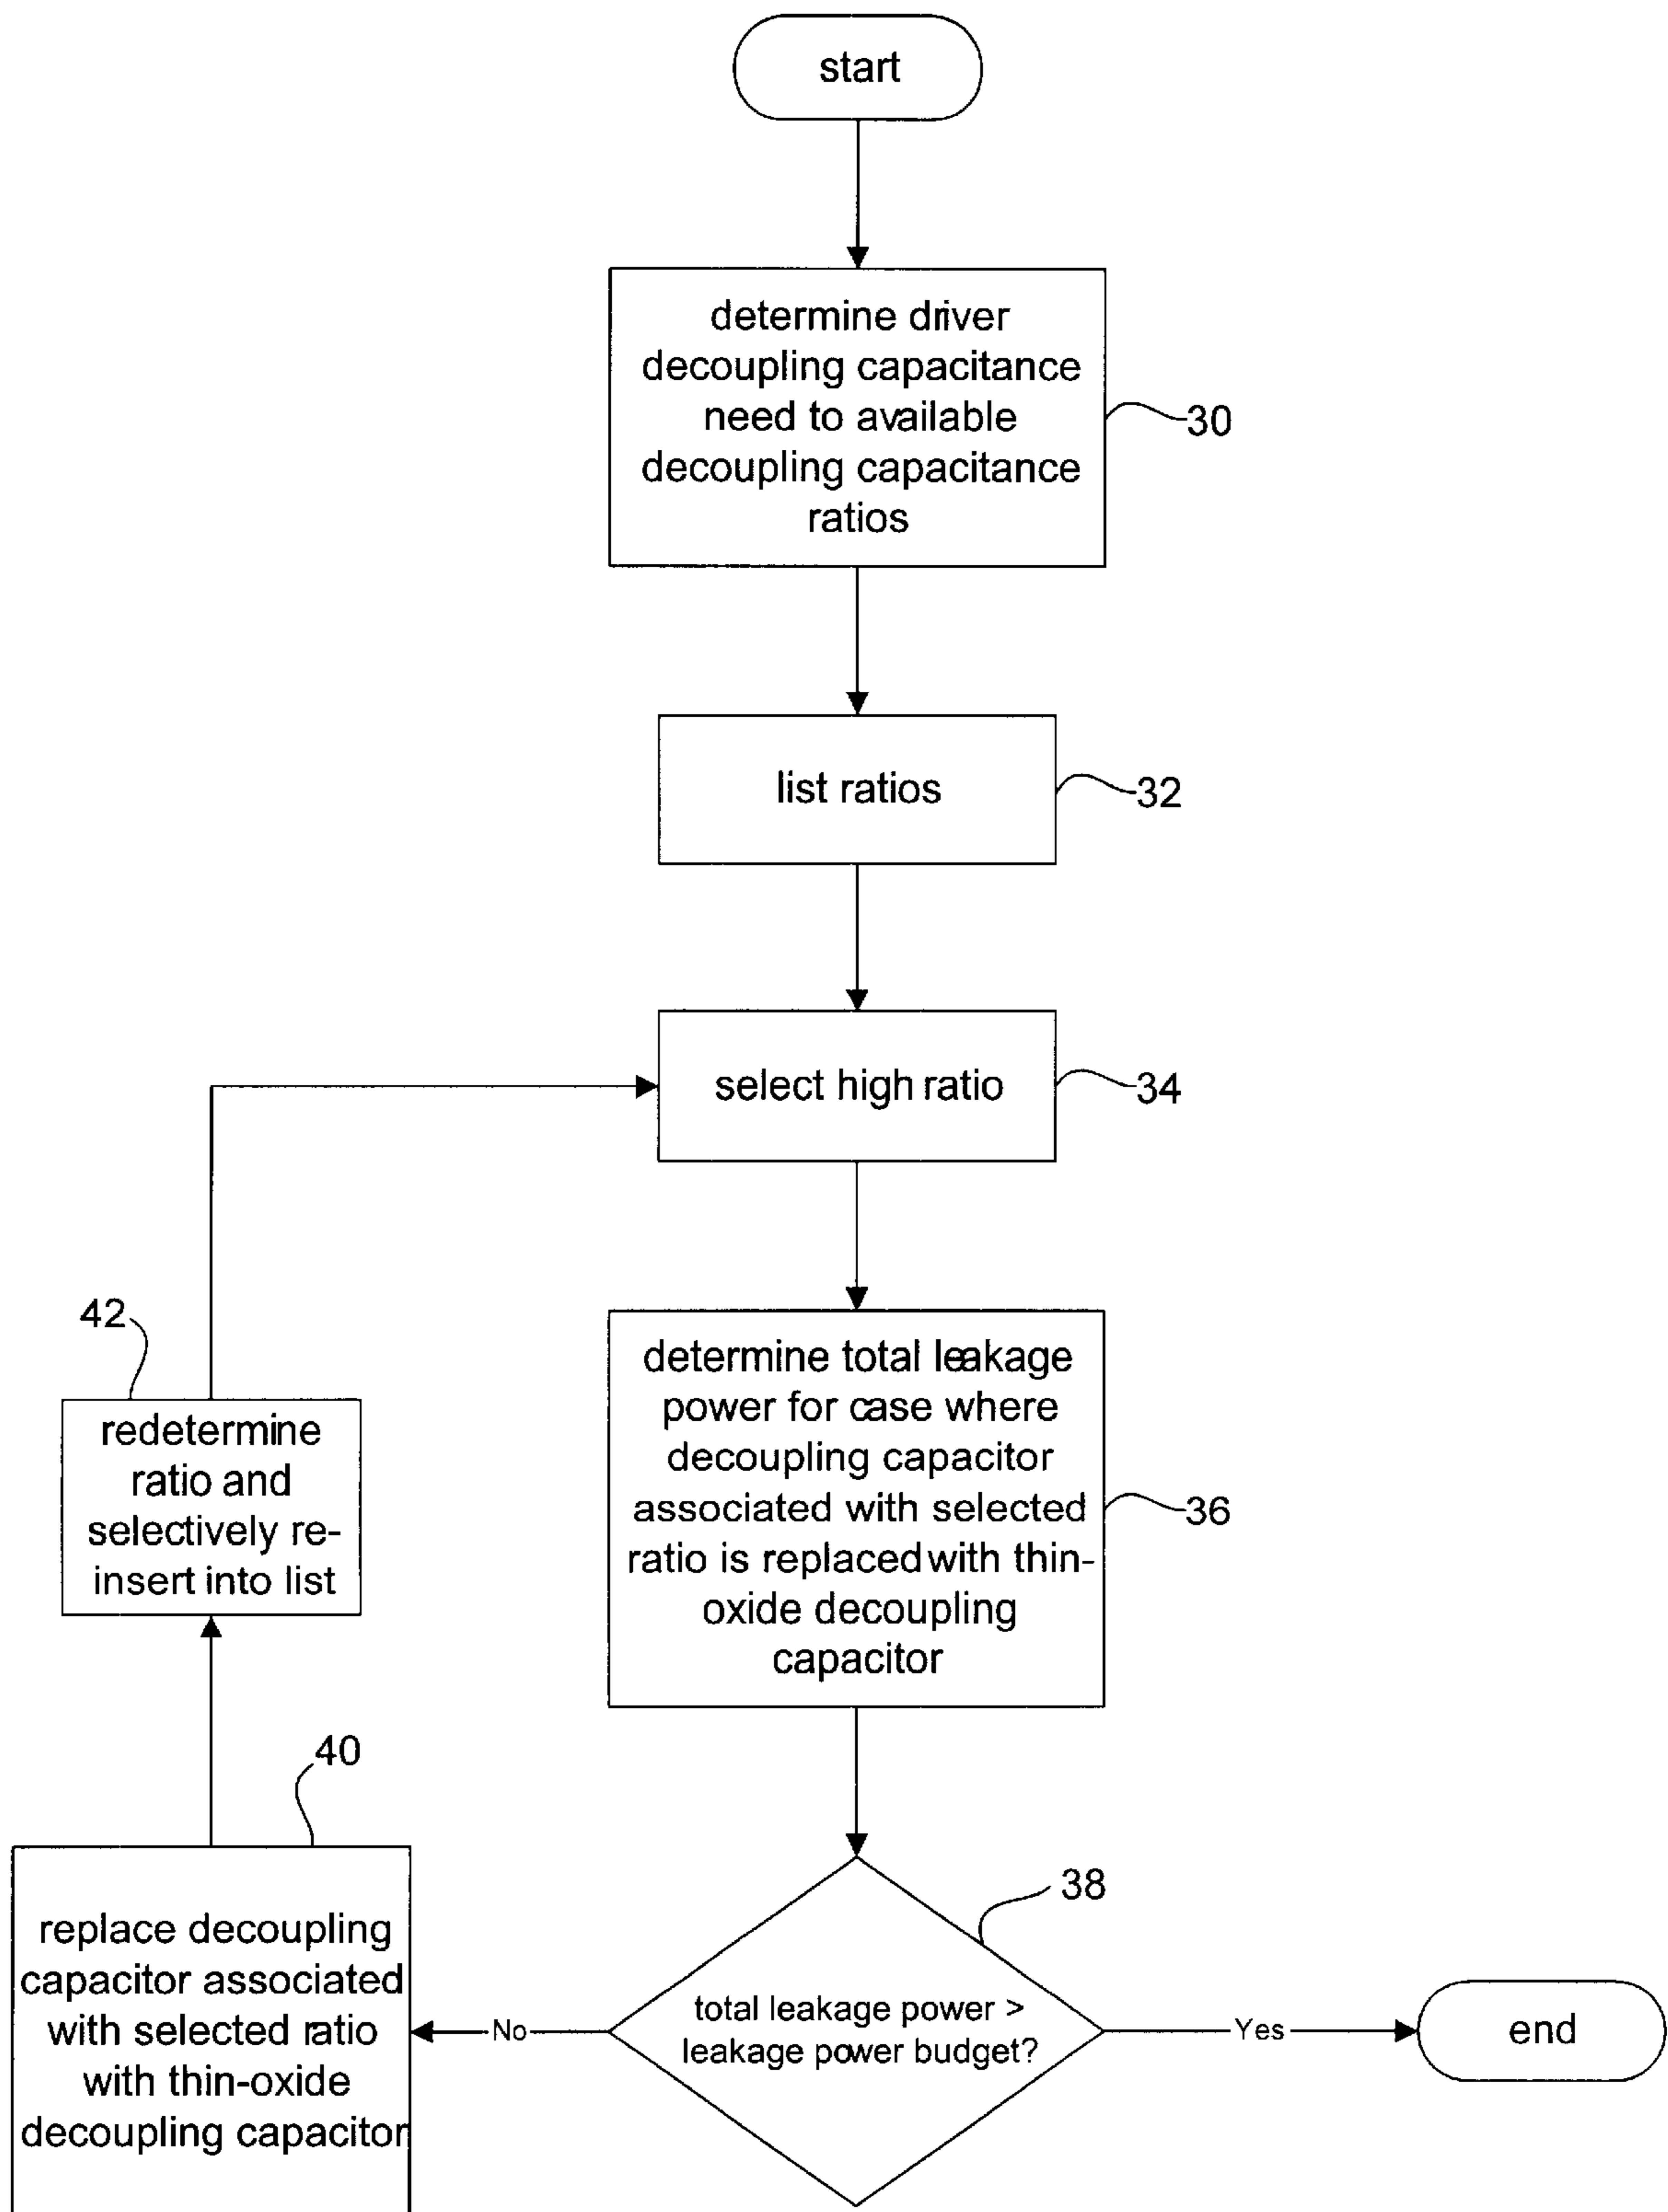 start
determine driver
decoupling capacitance
need to available
decoupling capacitance
ratios
30
list ratios
32
select high ratio
34
determine total leakage
power for case where
decoupling capacitor
associated with selected
ratio is replaced with thin-
oxide decoupling
capacitor
36
42
redetermine
ratio and
selectively re-
insert into list
40
replace decoupling
capacitor associated
with selected ratio
with thin-oxide
decoupling capacitor
38
total leakage power >
leakage power budget?
No
Yes
end